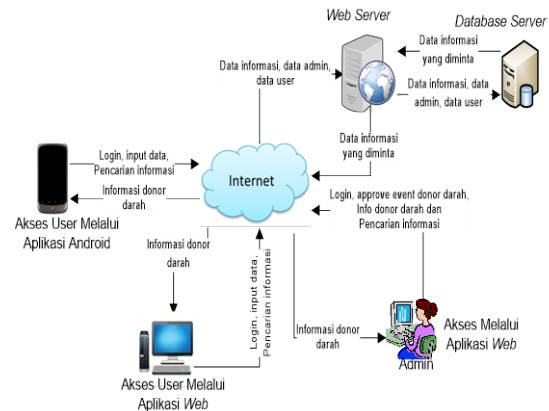 Web Server
Database Server
Data informasi
yang diminta
Data informasi, data admin,
data user
Data informasi, data
admin, data user
Data informasi
yang diminta
Login, input data,
Pencarian informasi
Internet
Informasi donor
darah
Login, approve event donor darah,
Info donor darah dan
Pencarian informasi
Akses User Melalui
Aplikasi Android
Informasi donor
darah
Login, input data,
Pencarian informasi
Informasi donor
darah
Akses Melalui
Aplikasi Web
Admin
Akses User Melalui
Aplikasi Web